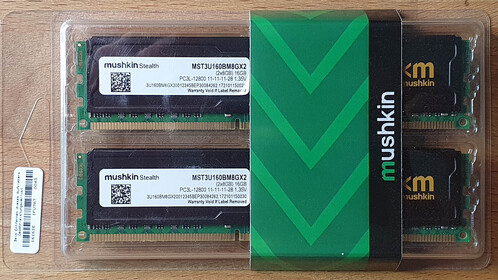 mushkin Stealth
MST3U160BM8GX2
(2x8GB) 16GB
PC3L-12800 11-11-11-28 1.35V
Warranty Void If Label Removed
mushkin
mushkin Stealth
MST3U160BM8GX2
(2x8GB) 16GB
PC3L-12800 11-11-11-28 1.35V
Warranty Void If Label Removed
mushkin
mushkin